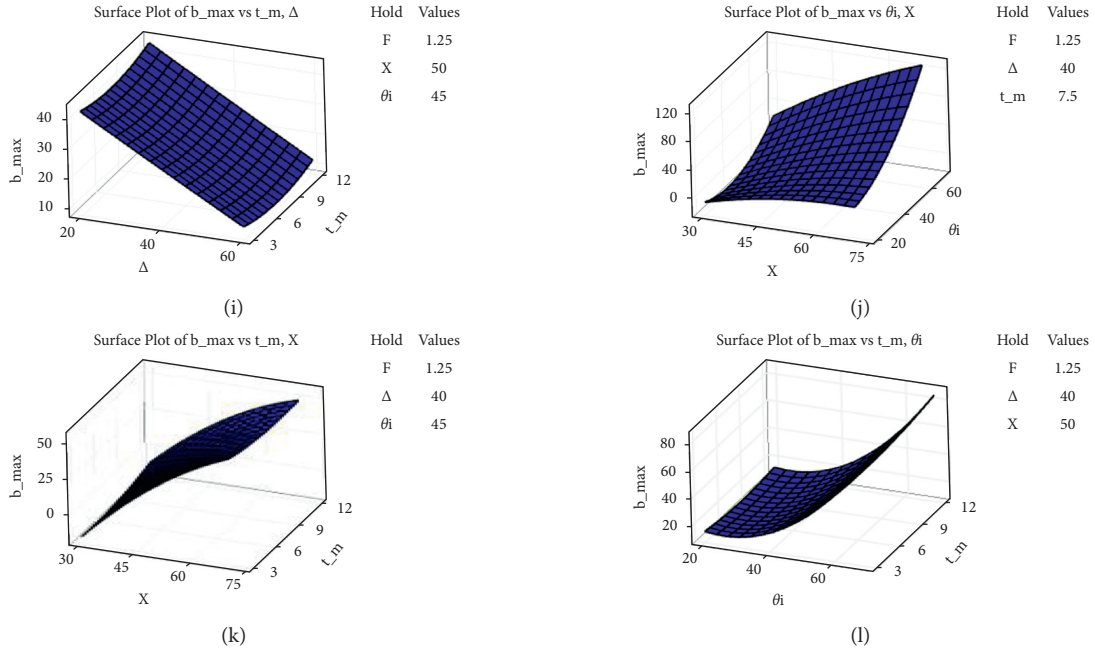 Surface Plot of b_max vs t_m, Δ
Hold Values
F 1.25
X 50
θi 45
b_max
40
30
20
10
20
40
60
Δ
3
6
9
12
t_m
(i)
Surface Plot of b_max vs θi, X
Hold Values
F 1.25
Δ 40
t_m 7.5
b_max
120
80
40
0
30
45
60
75
X
20
40
60
θi
(j)
Surface Plot of b_max vs t_m, X
Hold Values
F 1.25
Δ 40
θi 45
b_max
50
25
0
30
45
60
75
X
3
6
9
12
t_m
(k)
Surface Plot of b_max vs t_m, θi
Hold Values
F 1.25
Δ 40
X 50
b_max
80
60
40
20
20
40
60
θi
3
6
9
12
t_m
(l)